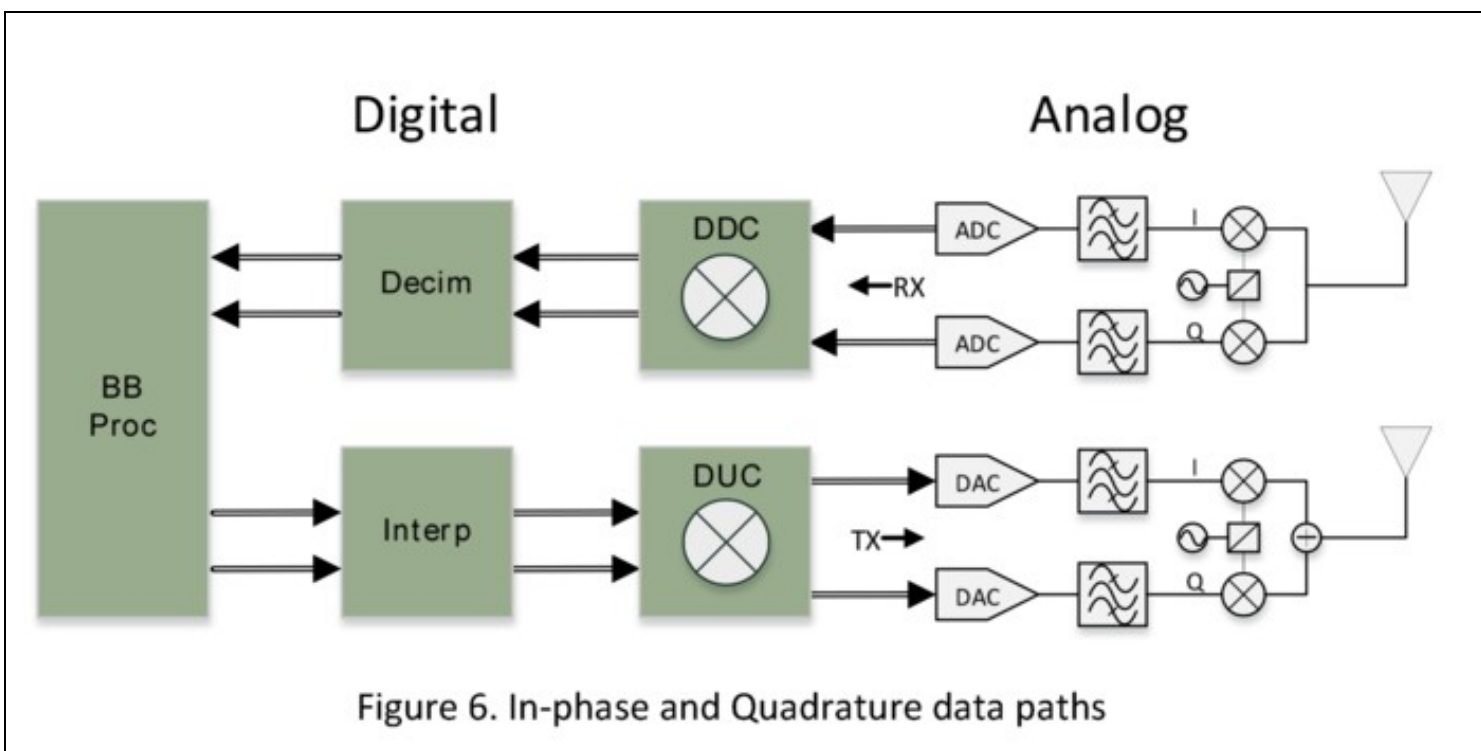 Digital
Analog
BB
Proc
Decim
DDC
RX
ADC
I
ADC
Q
Interp
DUC
TX
DAC
I
DAC
Q
Figure 6. In-phase and Quadrature data paths